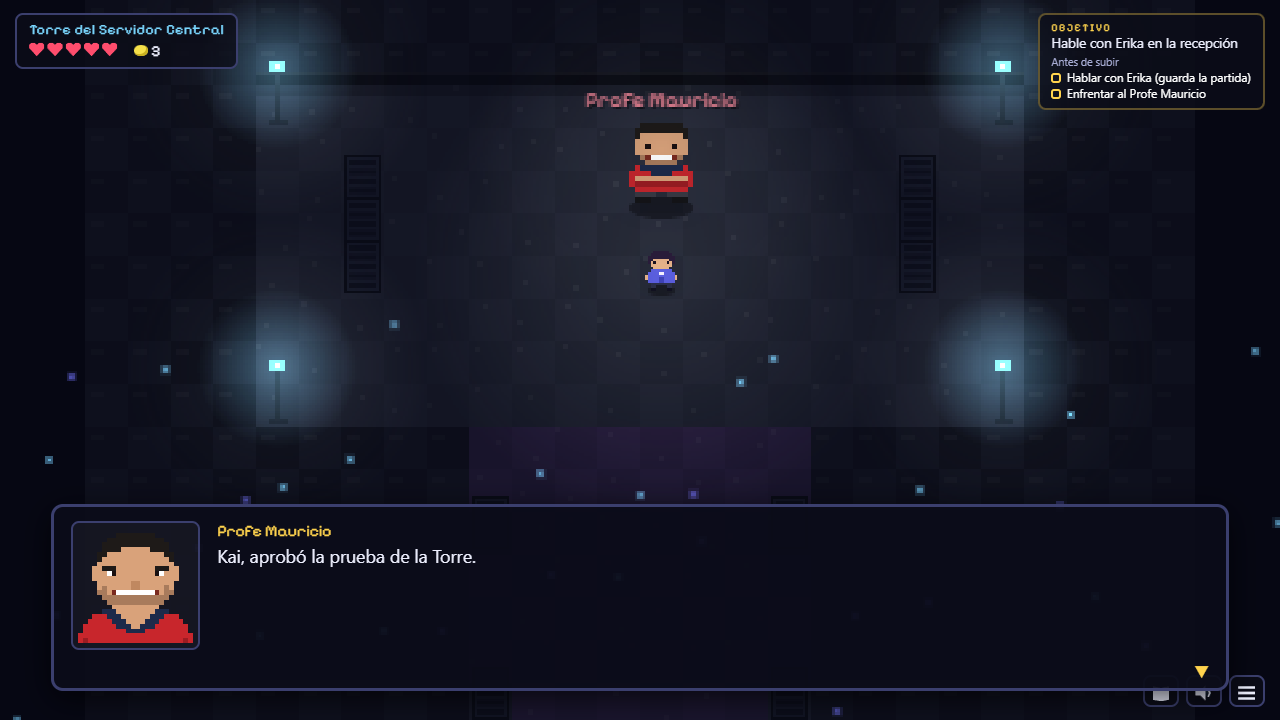 Torre del Servidor Central
3
OBJETIVO
Hable con Erika en la recepción
Antes de subir
Hablar con Erika (guarda la partida)
Enfrentar al Profe Mauricio
Profe Mauricio
Profe Mauricio
Kai, aprobó la prueba de la Torre.